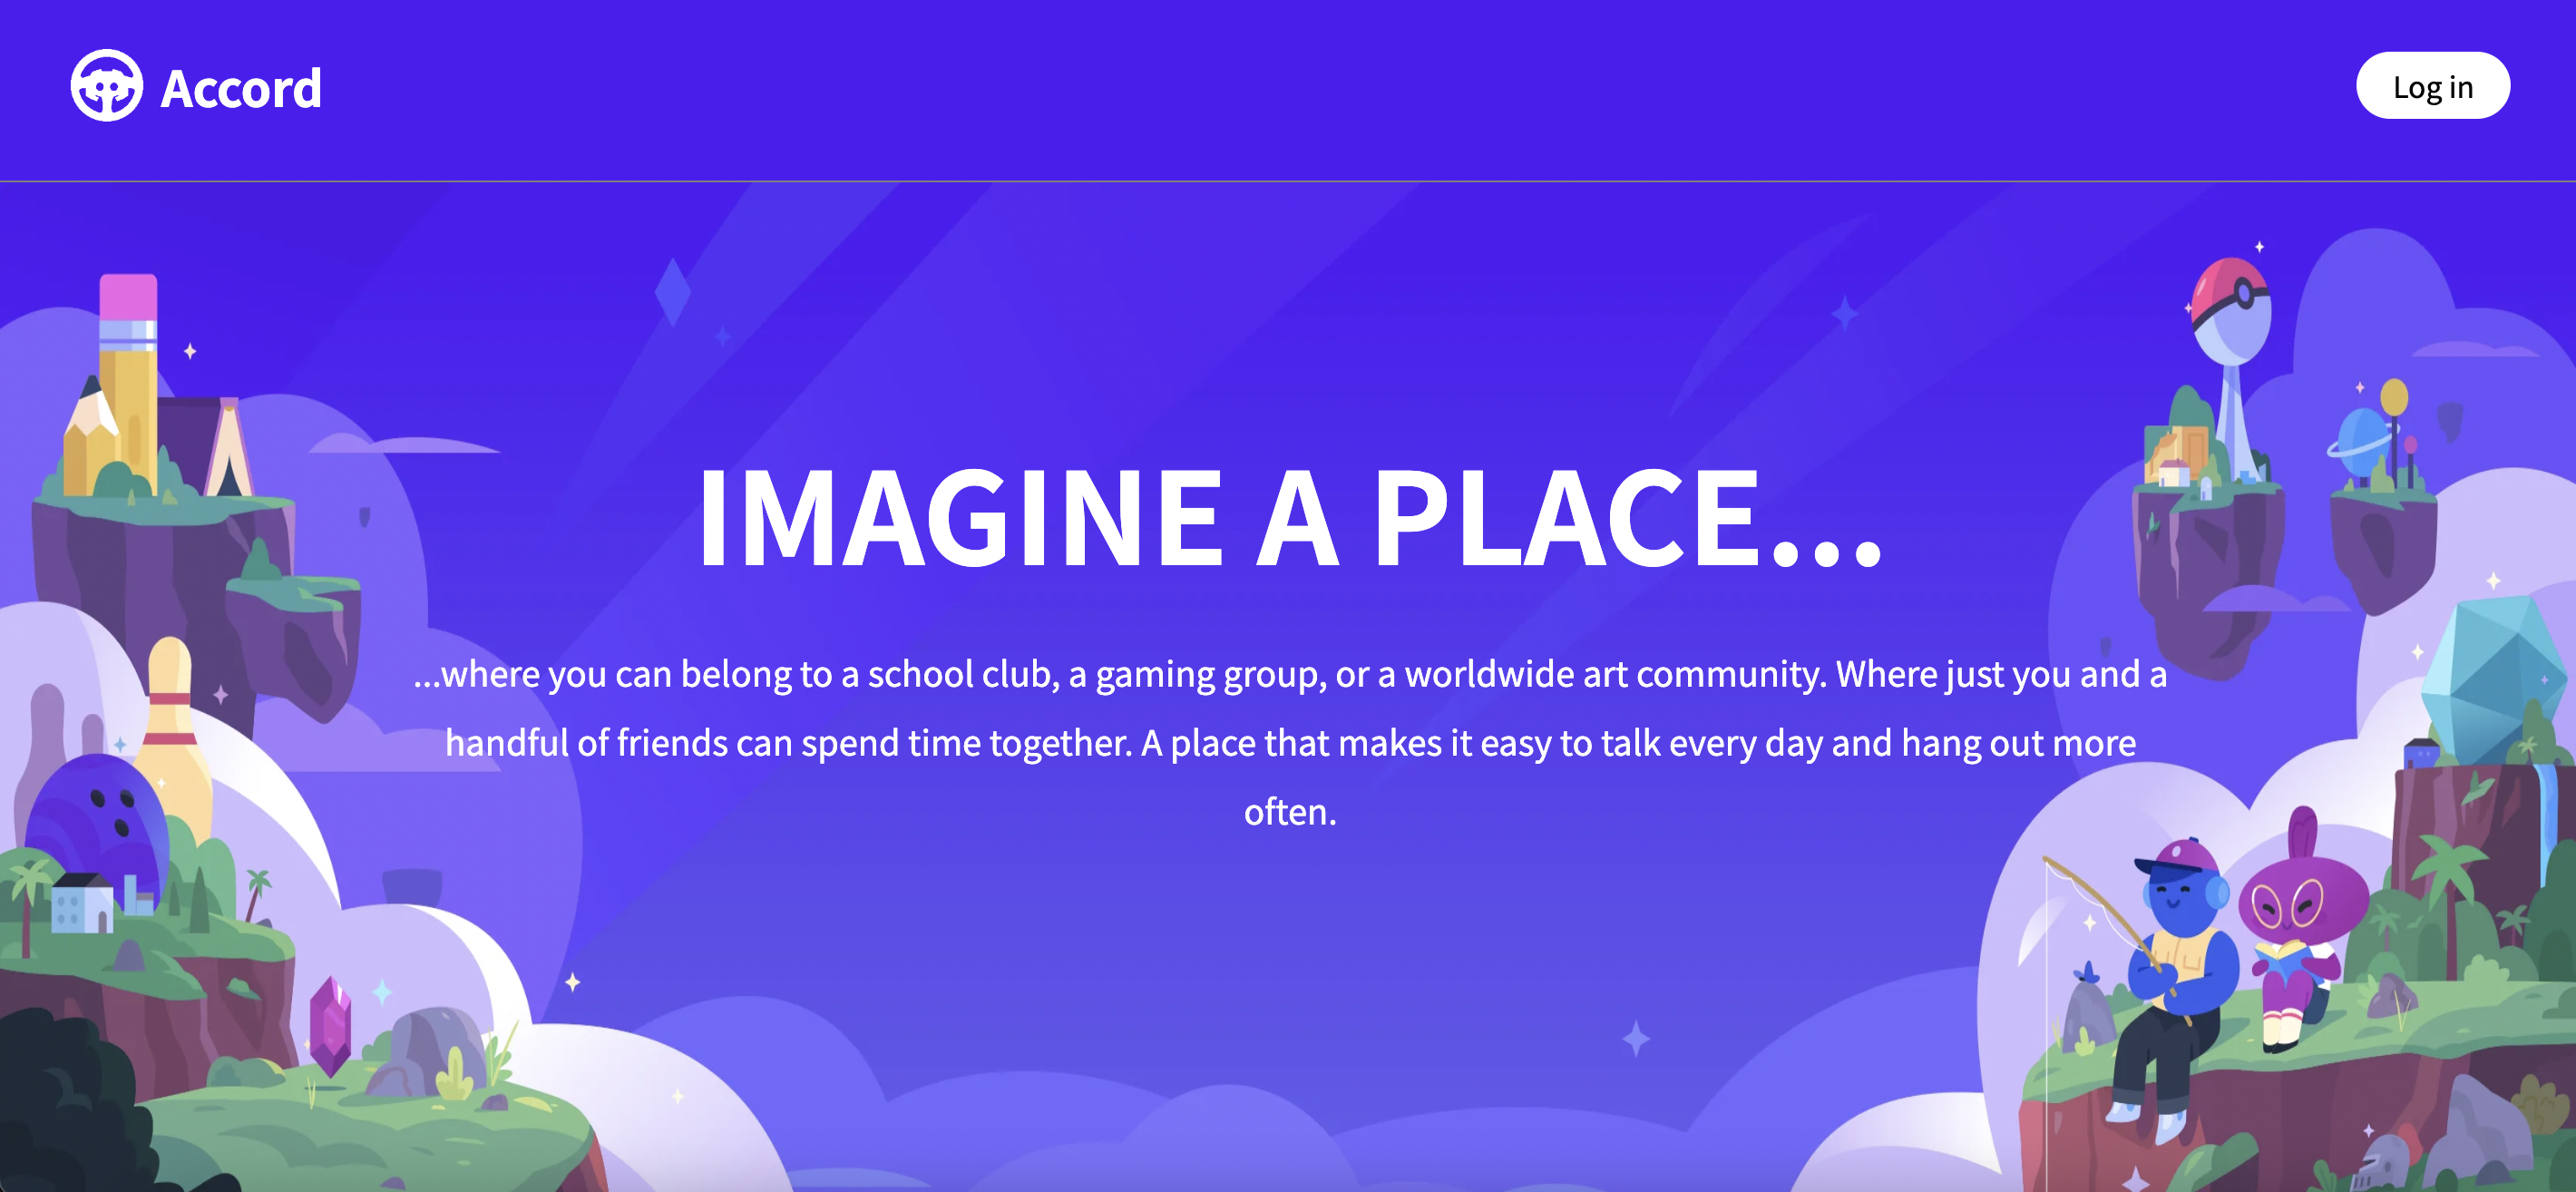 Accord
Log in
IMAGINE A PLACE...
...where you can belong to a school club, a gaming group, or a worldwide art community. Where just you and a
handful of friends can spend time together. A place that makes it easy to talk every day and hang out more
often.